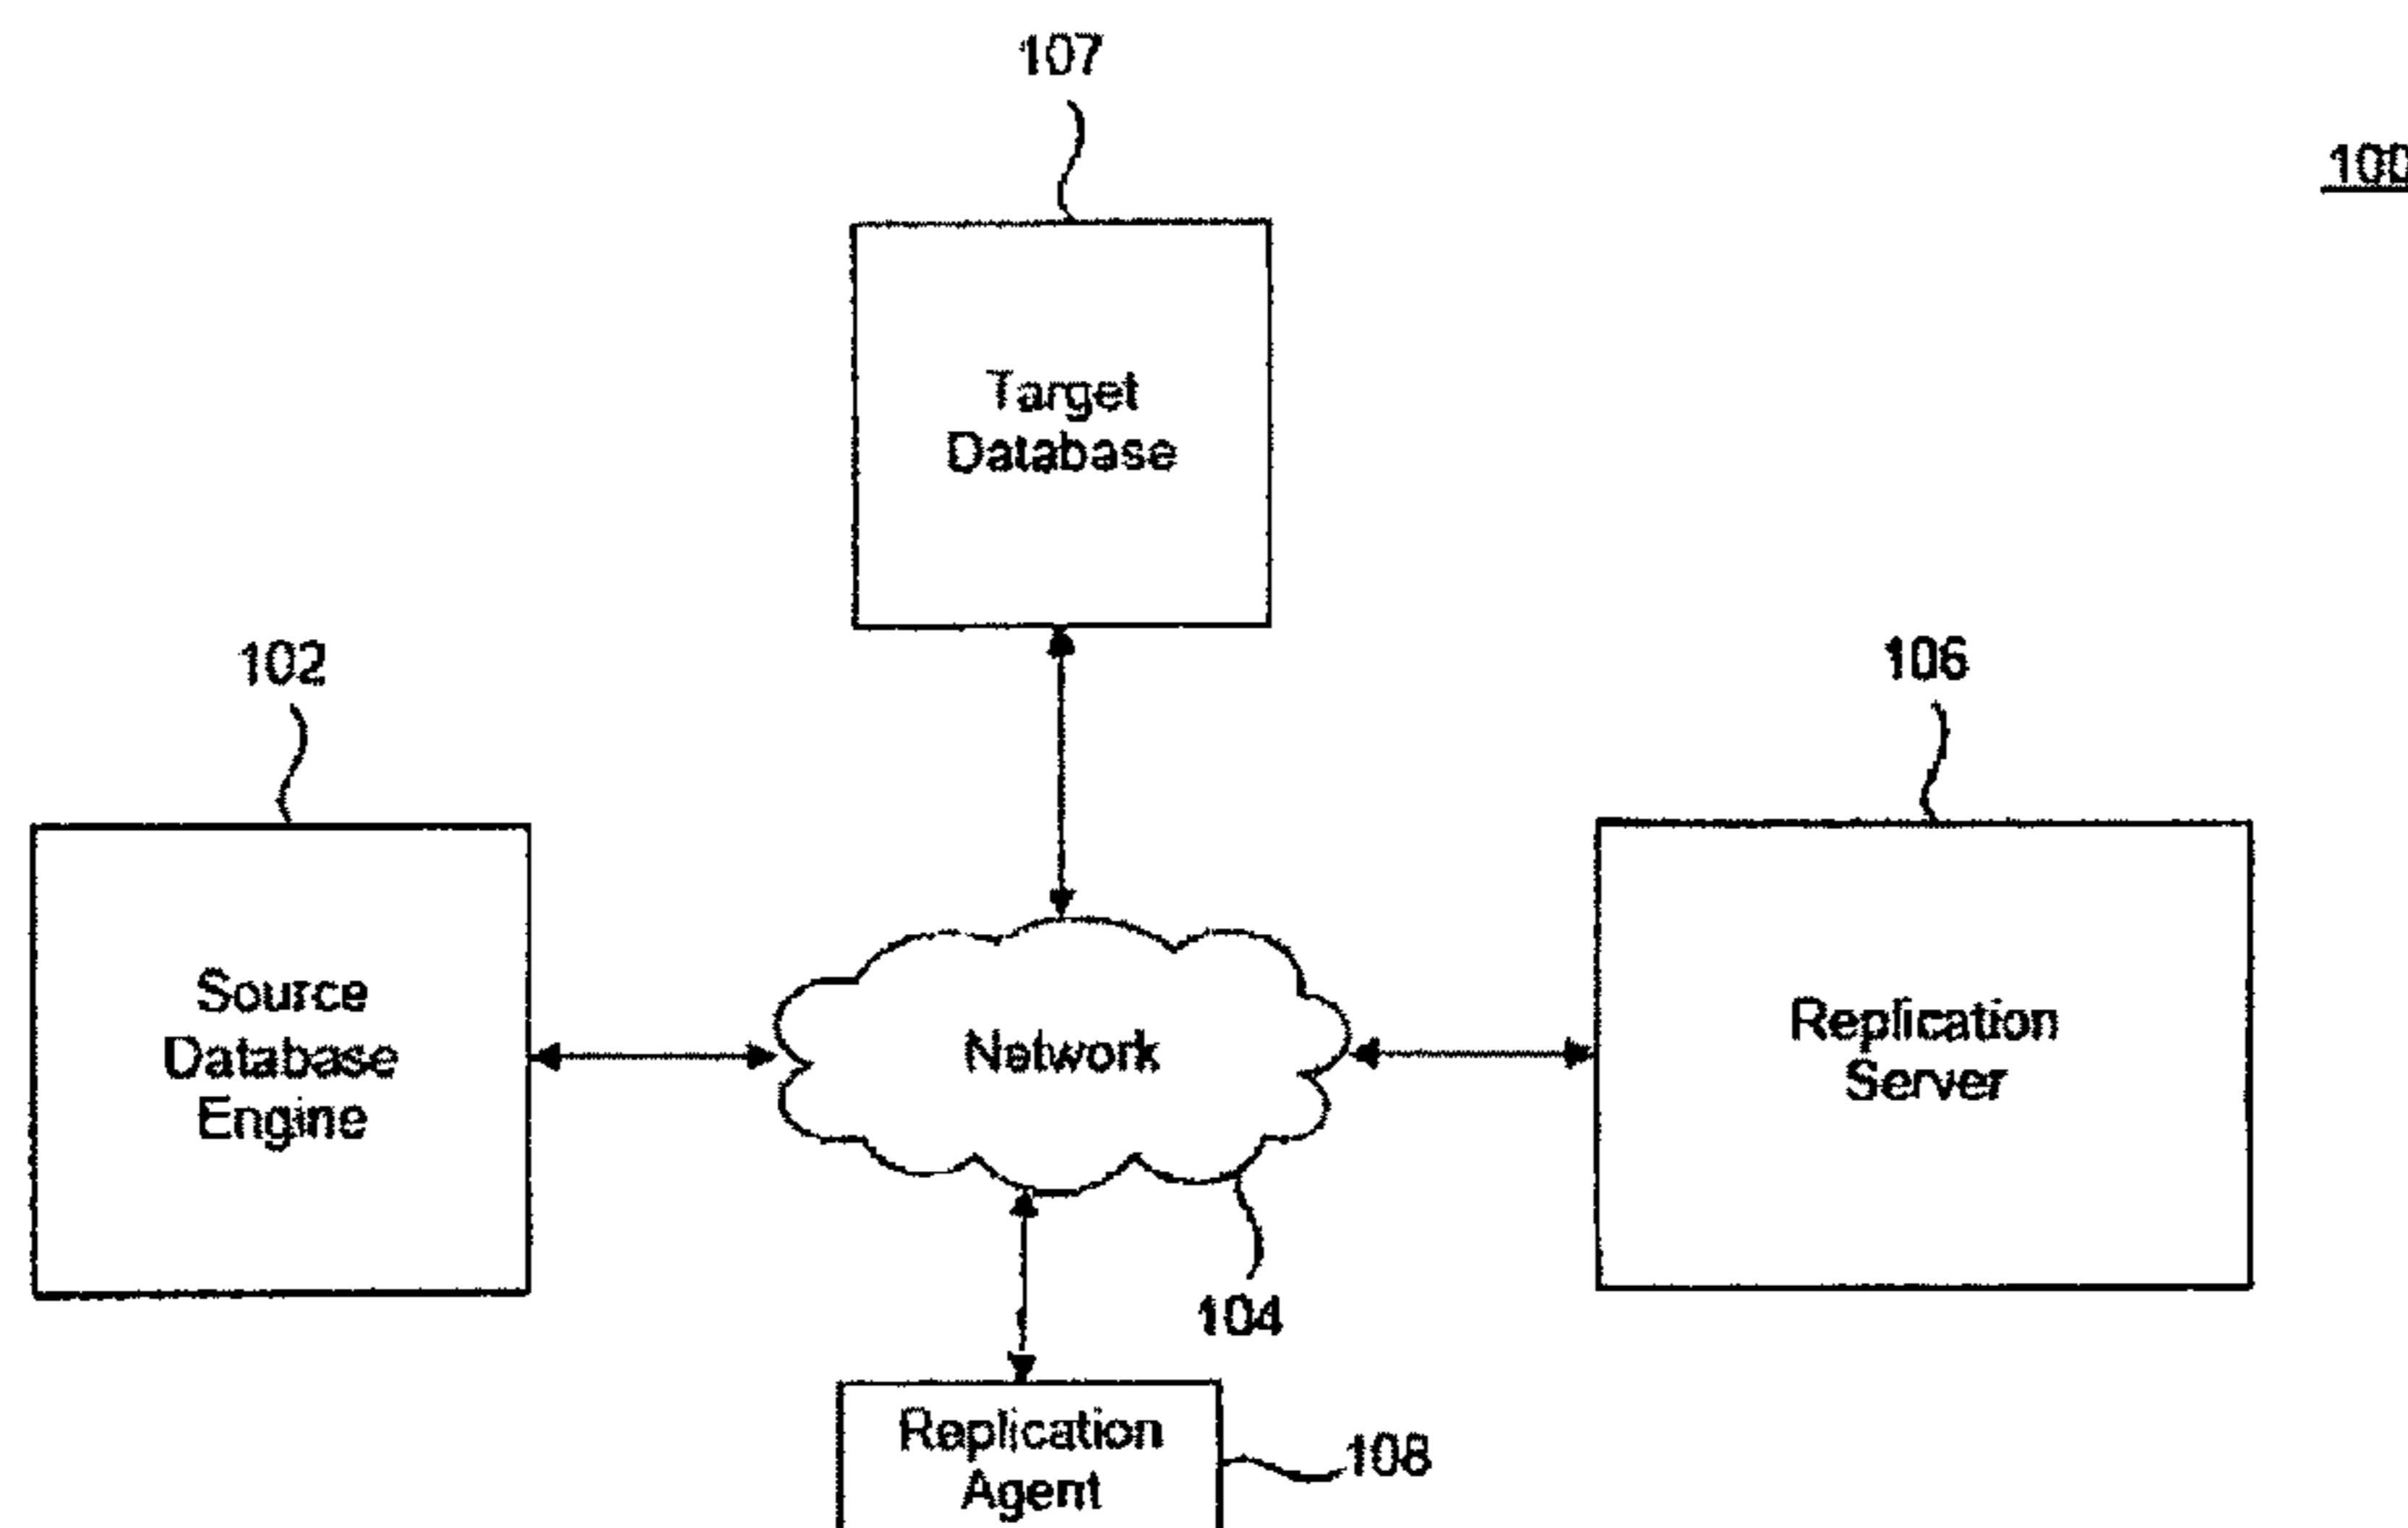 107
100
Target
Database
102
106
Source
Database
Engine
Network
Replication
Server
104
Replication
Agent
108